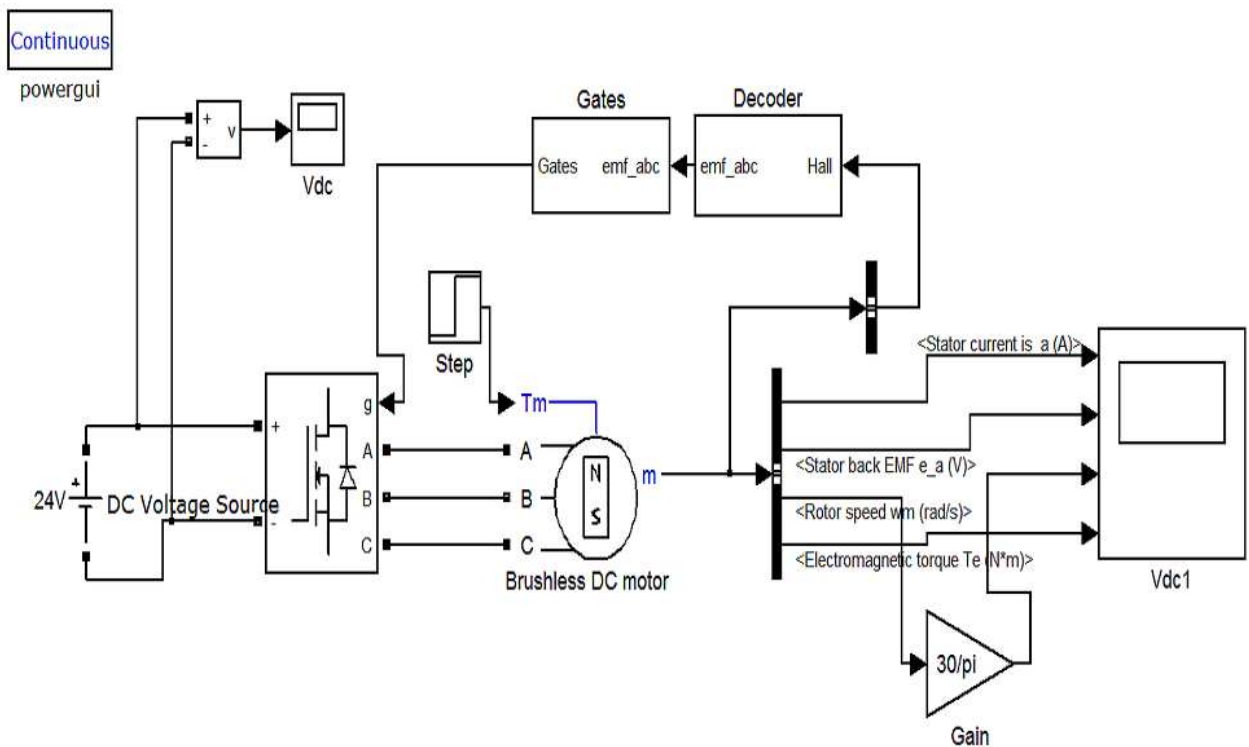 Continuous
powergui
+
-
v
Vdc
Gates
Gates
emf_abc
Decoder
emf_abc
Hall
Step
<Stator current is_a (A)>
g
+
A
B
-
C
+
24V
DC Voltage Source
Tm
A
B
C
N
S
m
Brushless DC motor
<Stator back EMF e_a (V)>
<Rotor speed wm (rad/s)>
<Electromagnetic torque Te (N*m)>
Vdc1
30/pi
Gain